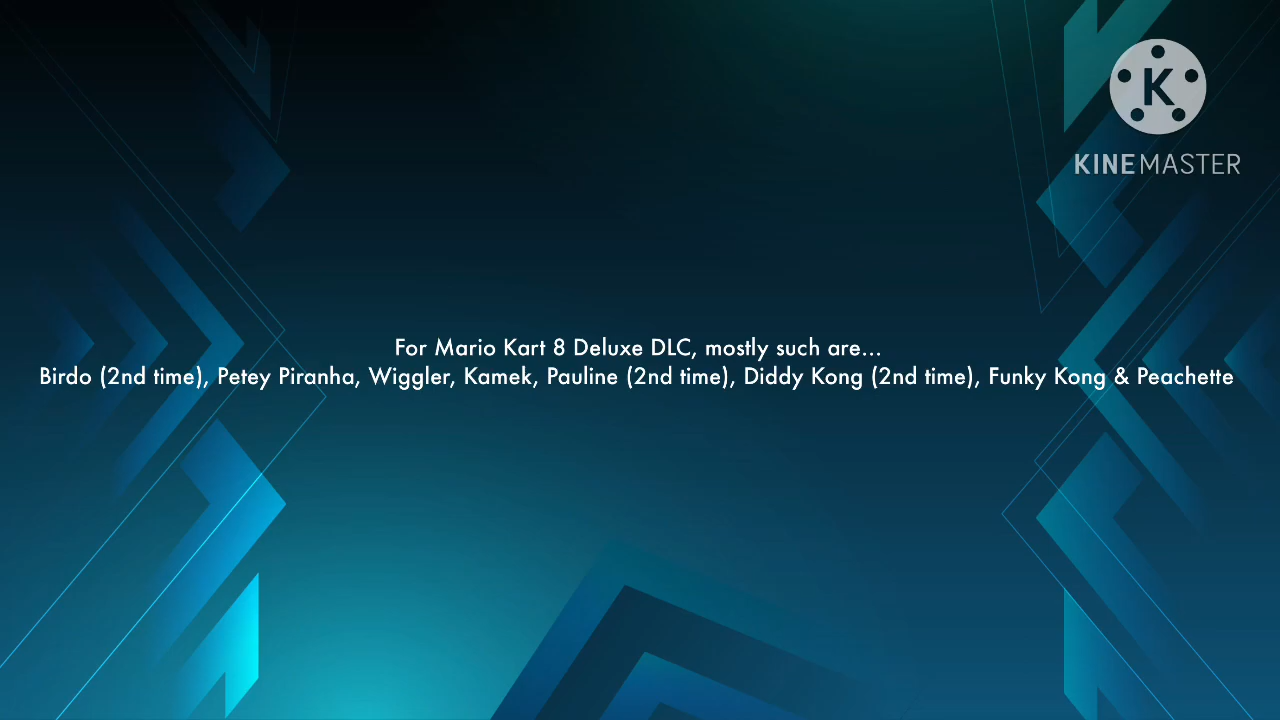 K
KINEMASTER
For Mario Kart 8 Deluxe DLC, mostly such are...
Birdo (2nd time), Petey Piranha, Wiggler, Kamek, Pauline (2nd time), Diddy Kong (2nd time), Funky Kong & Peachette